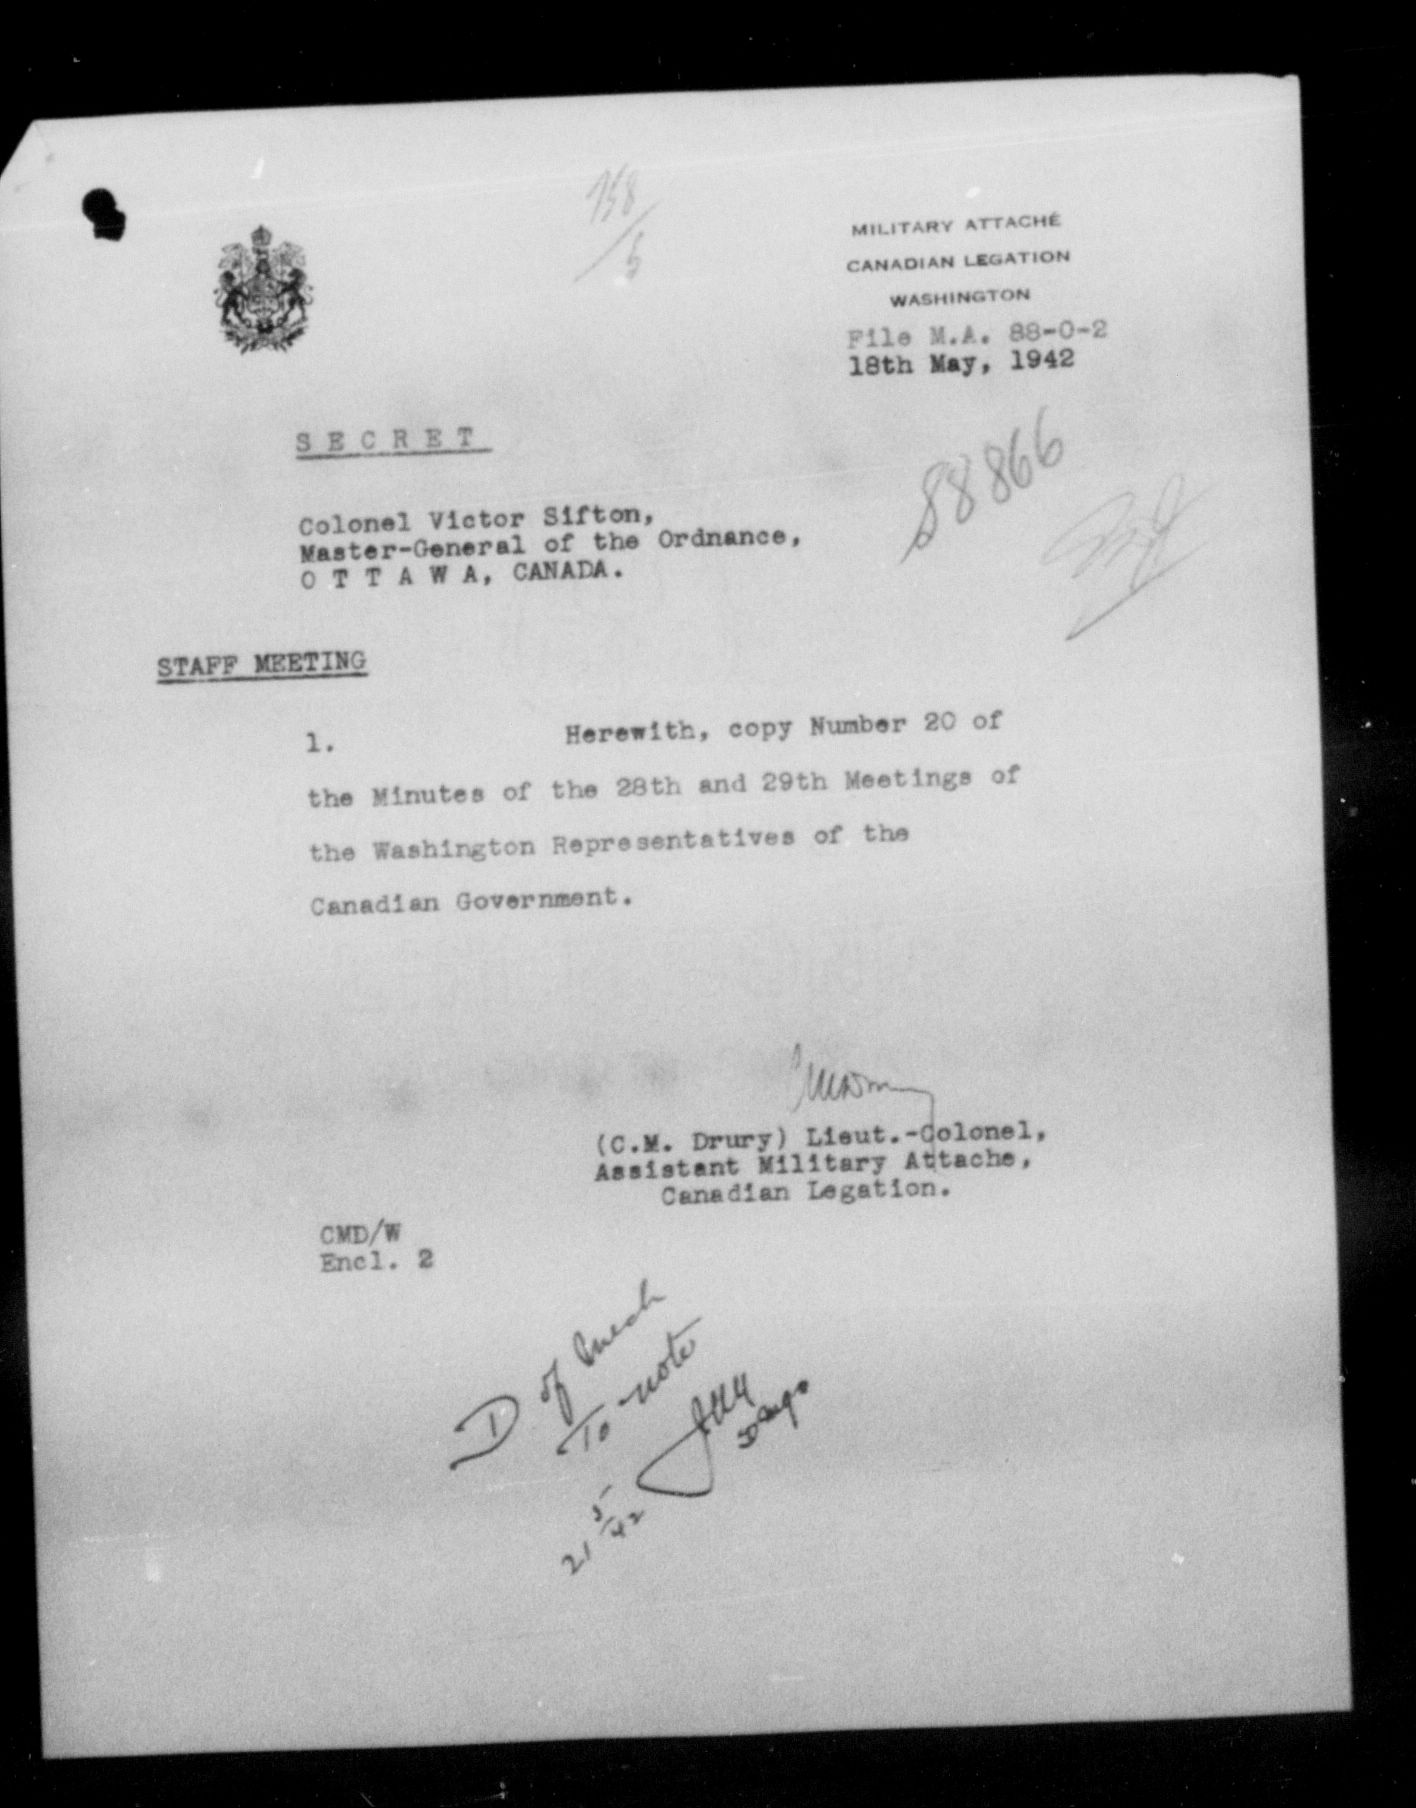 758/5
MILITARY ATTACHÉ
CANADIAN LEGATION
WASHINGTON
File M.A. 88-0-2
18th May, 1942
S E C R E T
88866
Colonel Victor Sifton,
Master-General of the Ordnance,
O T T A W A, CANADA.
STAFF MEETING
1. Herewith, copy Number 20 of
the Minutes of the 28th and 29th Meetings of
the Washington Representatives of the
Canadian Government.
(C.M. Drury) Lieut.-Colonel,
Assistant Military Attache,
Canadian Legation.
CMD/W
Encl. 2
D of
To note
21/5/42